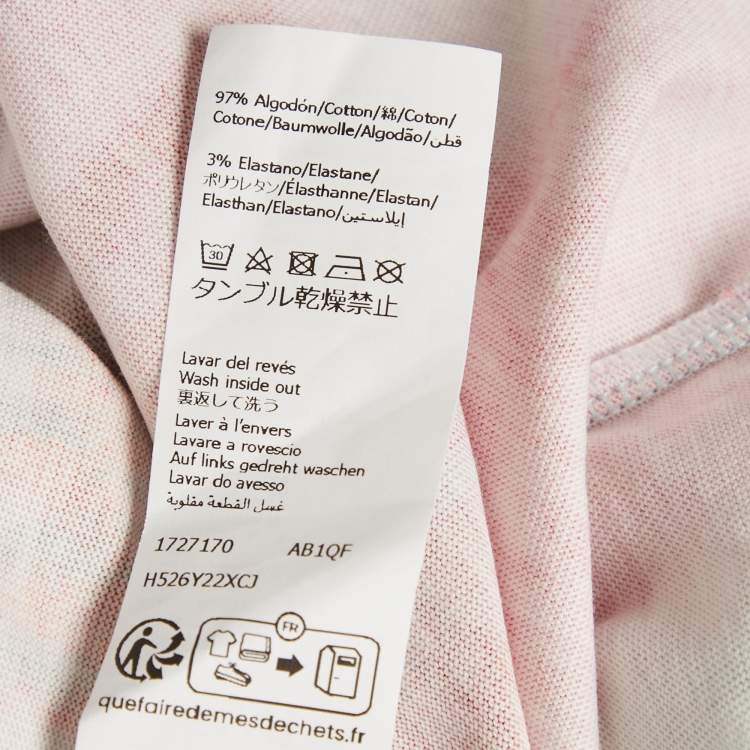 97% Algodón/Cotton/綿/Coton/
Cotone/Baumwolle/Algodão/قطن
3% Elastano/Elastane/
ポリウレタン/Élasthanne/Elastan/
Elasthan/Elastano/إيلاستين
30
タンブル乾燥禁止
Lavar del revés
Wash inside out
裏返して洗う
Laver à l'envers
Lavare a rovescio
Auf links gedreht waschen
Lavar do avesso
غسل القطعة مقلوبة
1727170 AB1QF
H526Y22XCJ
FR
quefairedemesdechets.fr